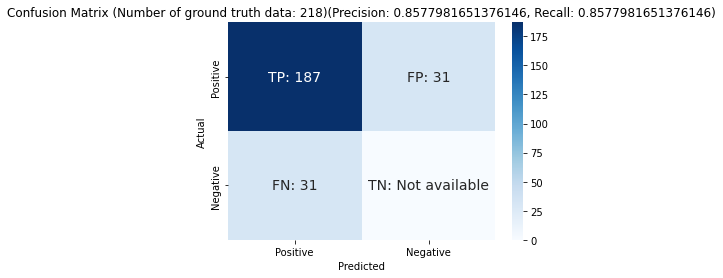 Confusion Matrix (Number of ground truth data: 218)(Precision: 0.8577981651376146, Recall: 0.8577981651376146)
Positive
TP: 187
FP: 31
Actual
Negative
FN: 31
TN: Not available
Positive
Negative
Predicted
175
150
125
100
75
50
25
0